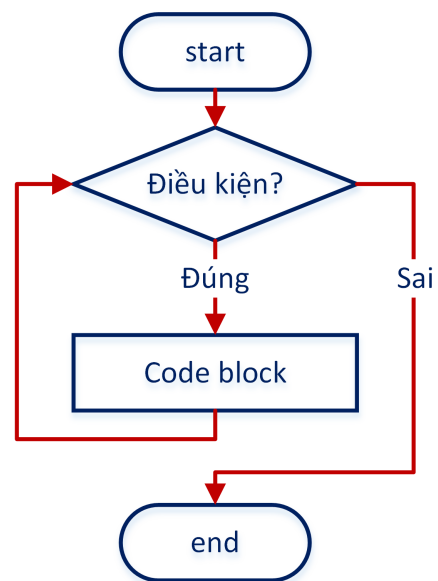 start
Điều kiện?
Đúng
Sai
Code block
end